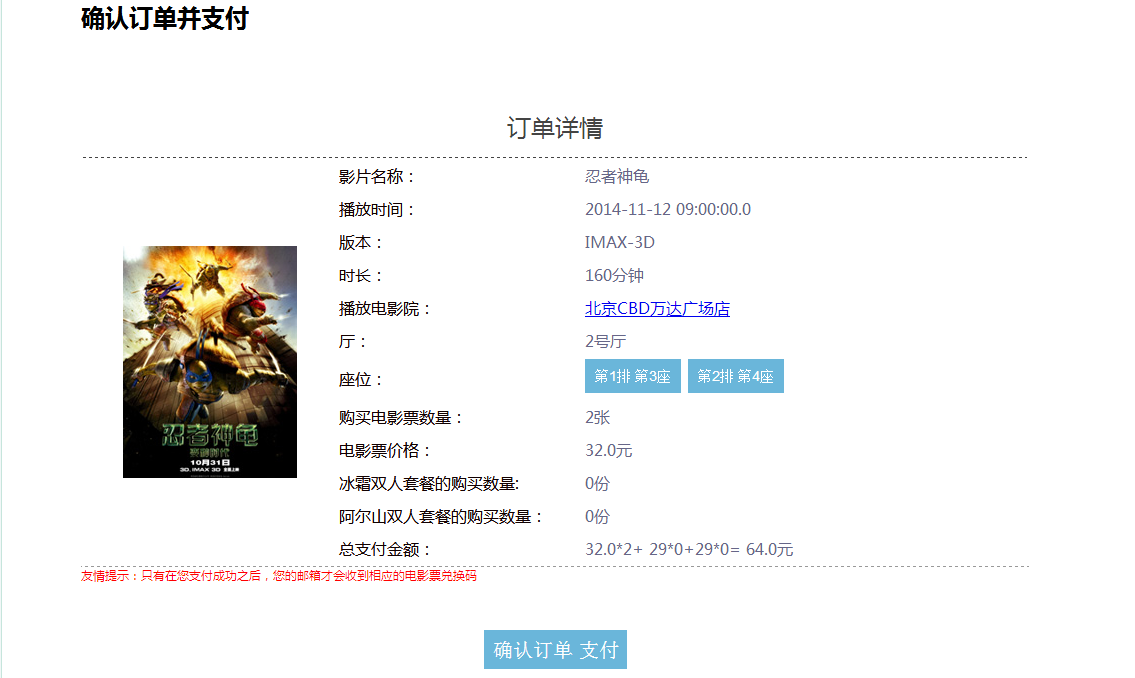 确认订单并支付
订单详情
影片名称： 忍者神龟
播放时间： 2014-11-12 09:00:00.0
版本： IMAX-3D
时长： 160分钟
播放电影院： 北京CBD万达广场店
厅： 2号厅
座位： 第1排 第3座 第2排 第4座
购买电影票数量： 2张
电影票价格： 32.0元
冰霜双人套餐的购买数量: 0份
阿尔山双人套餐的购买数量： 0份
总支付金额： 32.0*2+ 29*0+29*0= 64.0元
忍者神龟
10月31日
友情提示：只有在您支付成功之后，您的邮箱才会收到相应的电影票兑换码
确认订单 支付